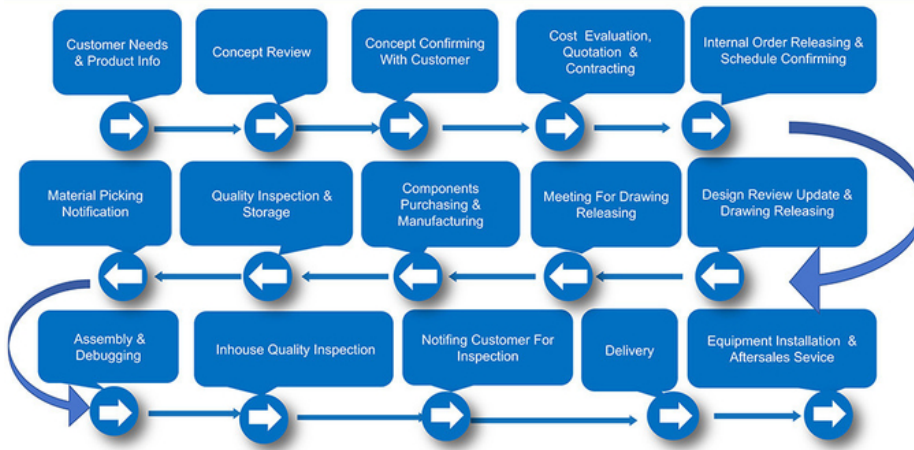 Customer Needs
& Product Info
Concept Review
Concept Confirming
With Customer
Cost Evaluation,
Quotation &
Contracting
Internal Order Releasing &
Schedule Confirming
Material Picking
Notification
Quality Inspection &
Storage
Components
Purchasing &
Manufacturing
Meeting For Drawing
Releasing
Design Review Update &
Drawing Releasing
Assembly &
Debugging
Inhouse Quality Inspection
Notifing Customer For
Inspection
Delivery
Equipment Installation &
Aftersales Sevice